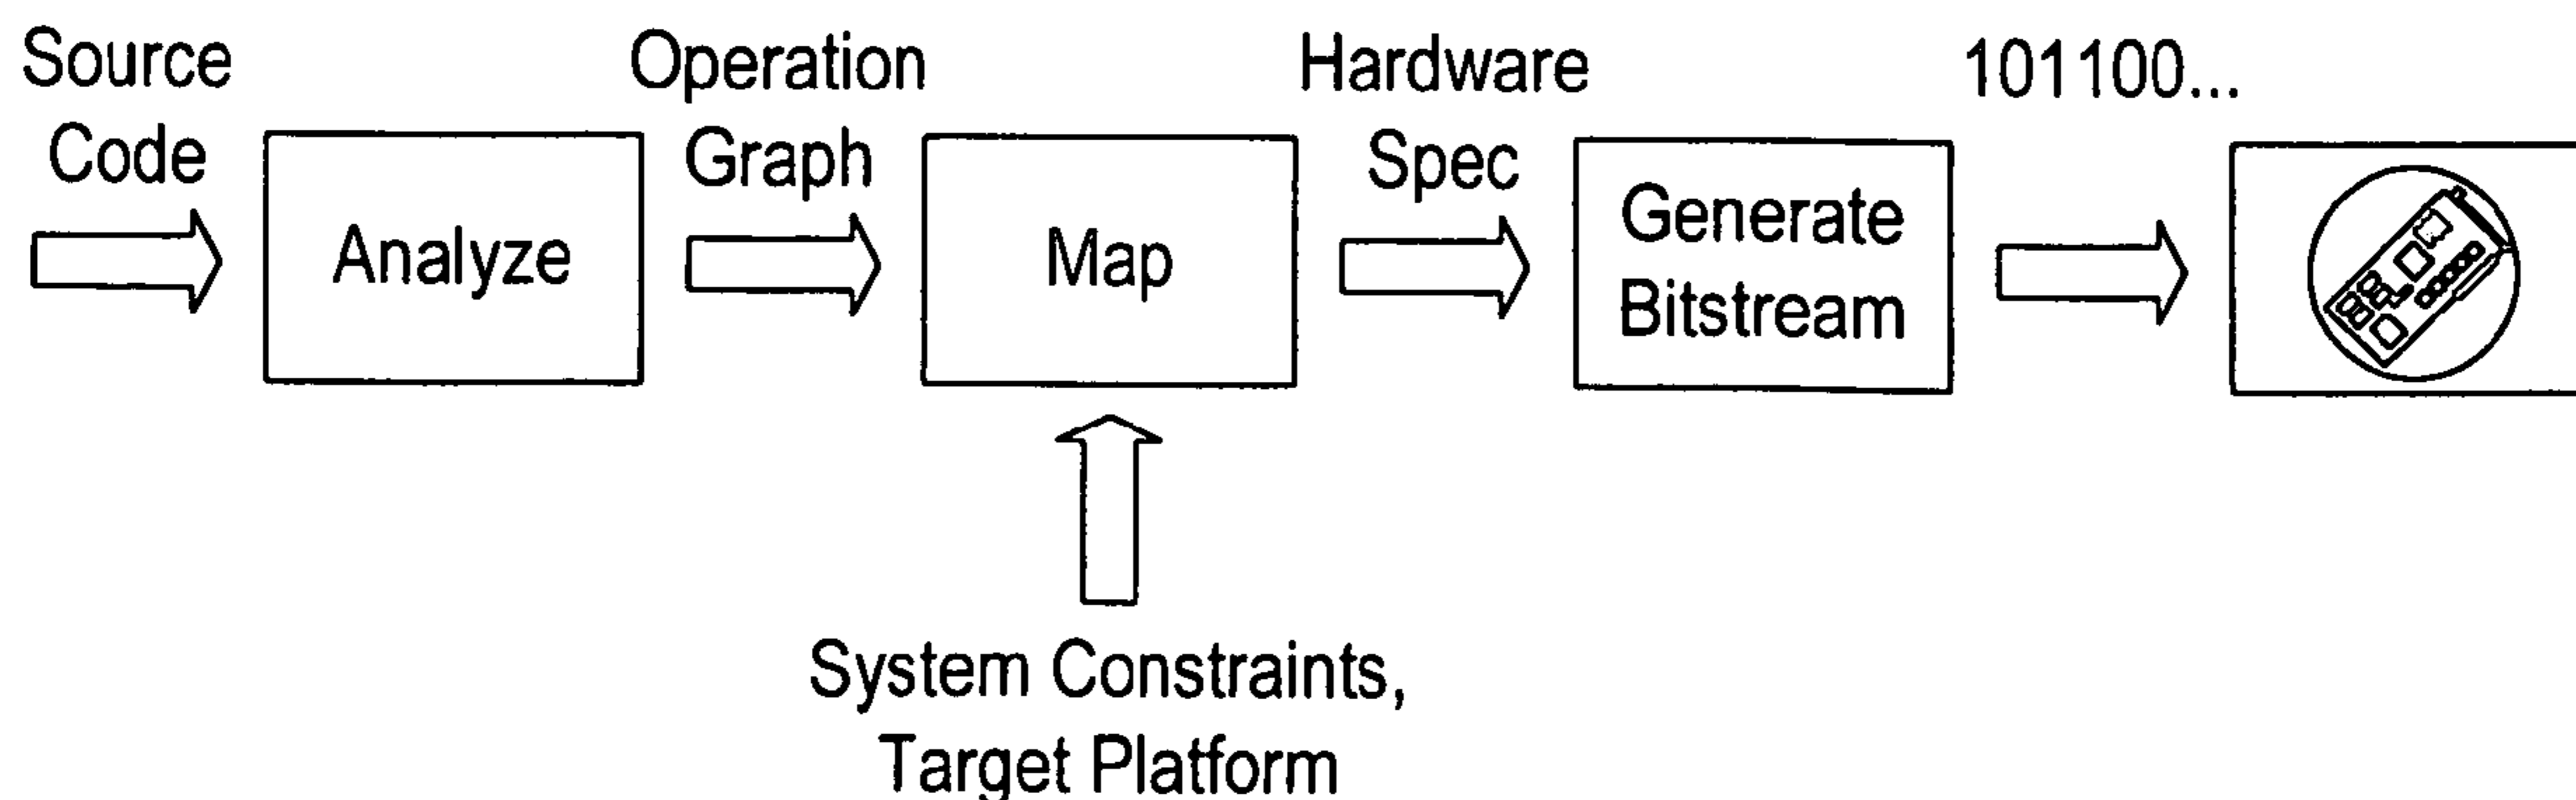 Source
Code
Analyze
Operation
Graph
Map
Hardware
Spec
Generate
Bitstream
101100...
System Constraints,
Target Platform